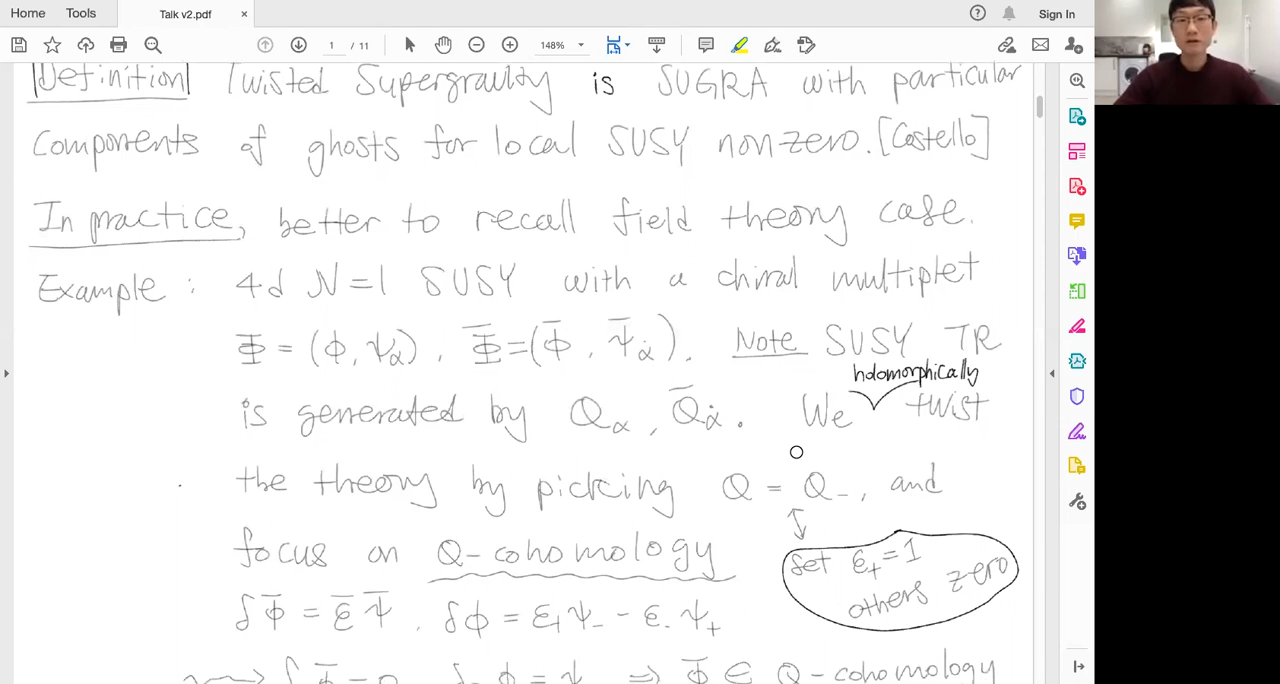 Home Tools Talk v2.pdf × Sign In
1 / 11 148%
Definition Twisted Supergravity is SUGRA with particular
components of ghosts for local SUSY nonzero. [Costello]
In practice, better to recall field theory case.
Example : 4d N=1 SUSY with a chiral multiplet
Φ = (ϕ, ψ_α), Φ̄ = (ϕ̄, ψ̄_α̇). Note SUSY TR
holomorphically
is generated by Q_α, Q̄_α̇. We twist
the theory by picking Q = Q_-, and
focus on Q-cohomology
set ε_+ = 1
others zero
δϕ̄ = ε̄ψ̄, δϕ = ε_+ψ_- - ε_-ψ_+
⇒ ϕ̄ ∈ Q-cohomology